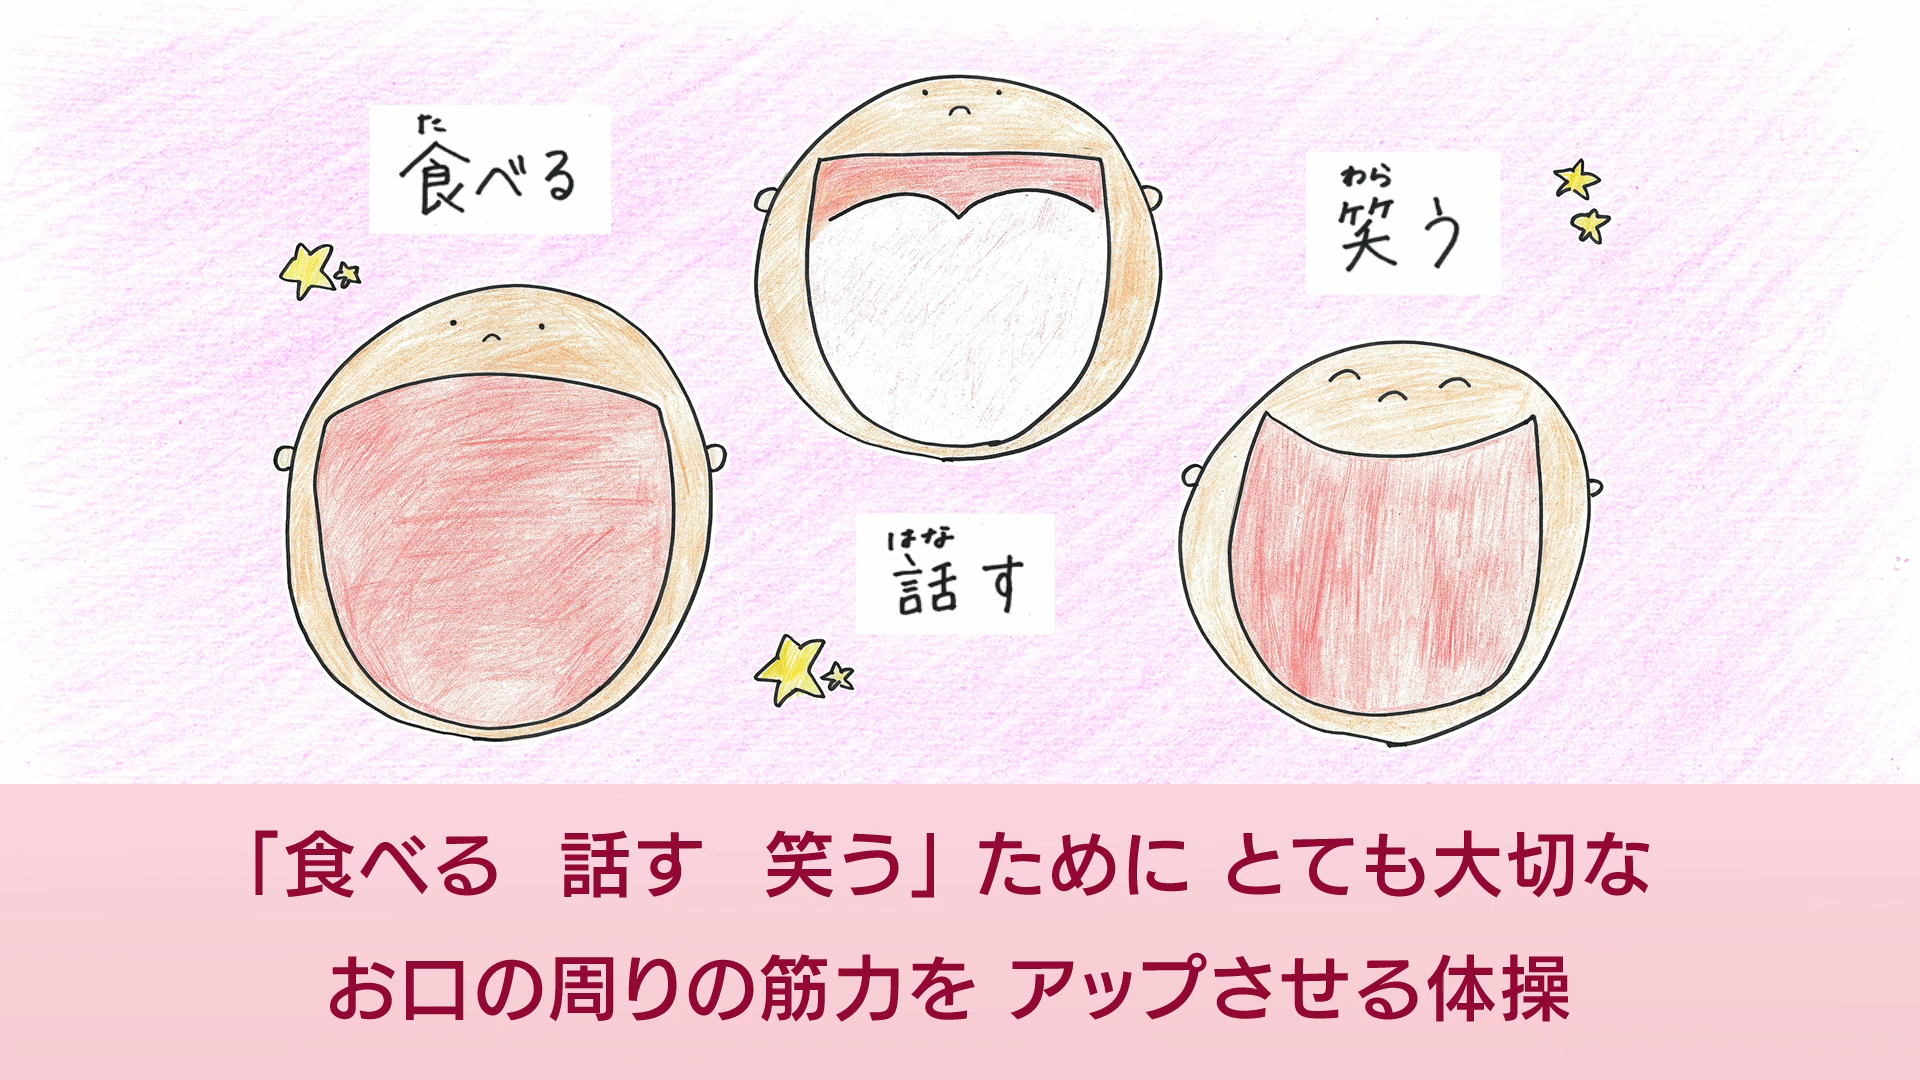 た
食べる
わら
笑う
はな
話す
「食べる 話す 笑う」ために とても大切な
お口の周りの筋力を アップさせる体操